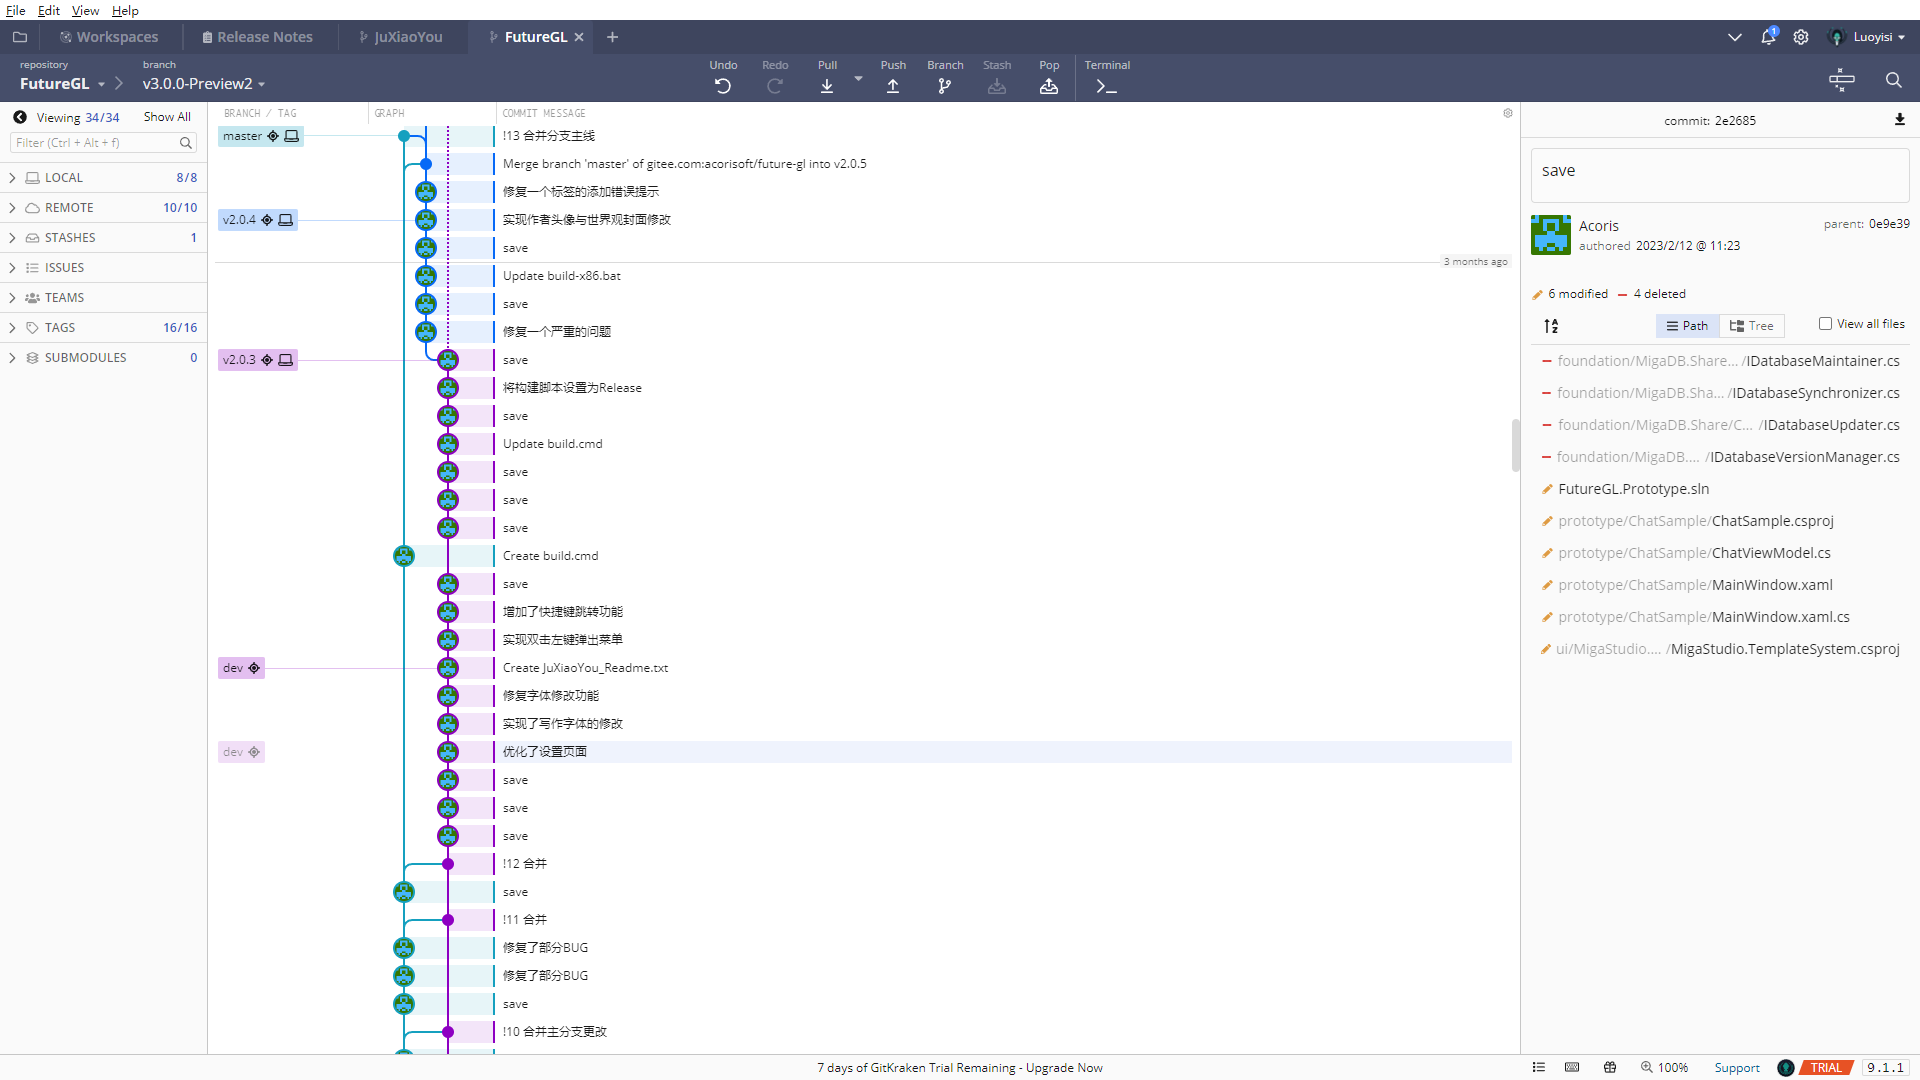 File Edit View Help
Workspaces Release Notes JuXiaoYou FutureGL
1 Luoyisi
repository branch
FutureGL v3.0.0-Preview2
Undo Redo Pull Push Branch Stash Pop Terminal
Viewing 34/34 Show All
Filter (Ctrl + Alt + f)
LOCAL 8/8
REMOTE 10/10
STASHES 1
ISSUES
TEAMS
TAGS 16/16
SUBMODULES 0
BRANCH / TAG GRAPH COMMIT MESSAGE
master !13 合并分支主线
Merge branch 'master' of gitee.com:acorisoft/future-gl into v2.0.5
修复一个标签的添加错误提示
v2.0.4 实现作者头像与世界观封面修改
save
3 months ago
Update build-x86.bat
save
修复一个严重的问题
v2.0.3 save
将构建脚本设置为Release
save
Update build.cmd
save
save
save
Create build.cmd
save
增加了快捷键跳转功能
实现双击左键弹出菜单
dev Create JuXiaoYou_Readme.txt
修复字体修改功能
实现了写作字体的修改
dev 优化了设置页面
save
save
save
!12 合并
save
!11 合并
修复了部分BUG
修复了部分BUG
save
!10 合并主分支更改
commit: 2e2685
save
Acoris parent: 0e9e39
authored 2023/2/12 @ 11:23
6 modified 4 deleted
Path Tree View all files
foundation/MigaDB.Share... /IDatabaseMaintainer.cs
foundation/MigaDB.Sha... /IDatabaseSynchronizer.cs
foundation/MigaDB.Share/C... /IDatabaseUpdater.cs
foundation/MigaDB.... /IDatabaseVersionManager.cs
FutureGL.Prototype.sln
prototype/ChatSample/ChatSample.csproj
prototype/ChatSample/ChatViewModel.cs
prototype/ChatSample/MainWindow.xaml
prototype/ChatSample/MainWindow.xaml.cs
ui/MigaStudio.... /MigaStudio.TemplateSystem.csproj
7 days of GitKraken Trial Remaining - Upgrade Now
100% Support TRIAL 9.1.1